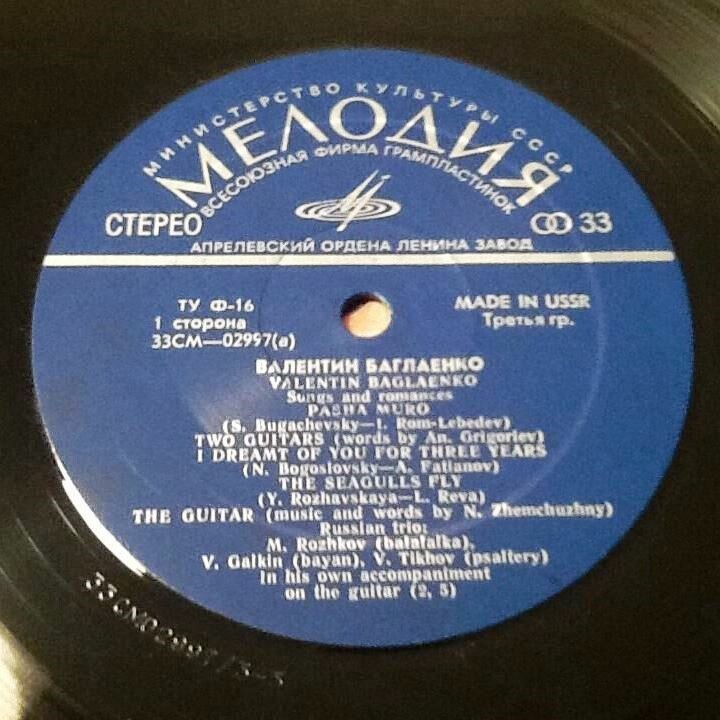 МИНИСТЕРСТВО КУЛЬТУРЫ СССР
МЕЛОДИЯ
ВСЕСОЮЗНАЯ ФИРМА ГРАМПЛАСТИНОК
СТЕРЕО
33
АПРЕЛЕВСКИЙ ОРДЕНА ЛЕНИНА ЗАВОД
ТУ Ф-16
1 сторона
33СМ—02997(а)
MADE IN USSR
Третья гр.
ВАЛЕНТИН БАГЛАЕНКО
VALENTIN BAGLAENKO
Songs and romances
PASHA MURO
(S. Bugachevsky—I. Rom-Lebedev)
TWO GUITARS (words by An. Grigoriev)
I DREAMT OF YOU FOR THREE YEARS
(N. Bogoslovsky—A. Fatianov)
THE SEAGULLS FLY
(Y. Rozhavskaya—L. Reva)
THE GUITAR (music and words by N. Zhemchuzhny)
Russian trio:
M. Rozhkov (balalaika),
V. Galkin (bayan), V. Tikhov (psaltery)
In his own accompaniment
on the guitar (2, 5)